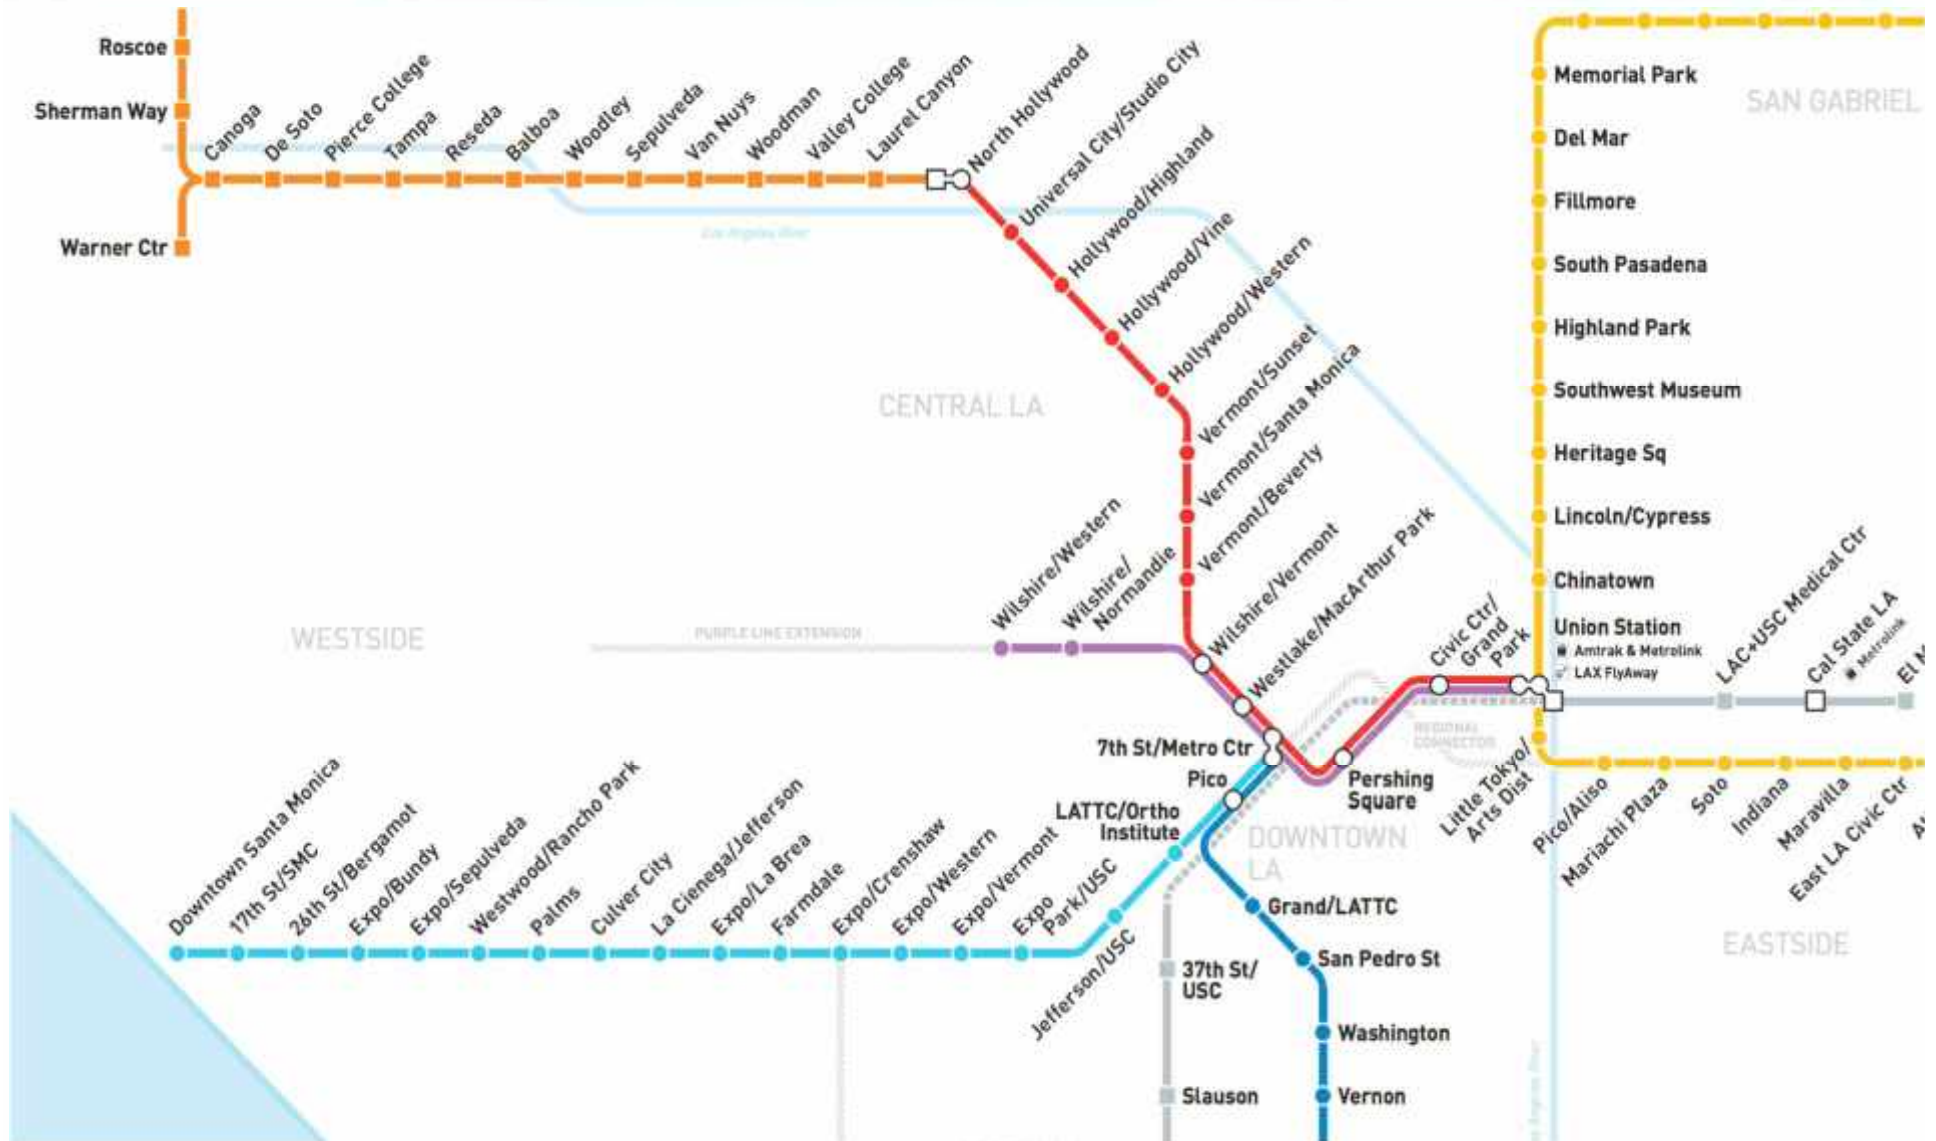 Roscoe
Sherman Way
Warner Ctr
Canoga
De Soto
Pierce College
Tampa
Reseda
Balboa
Woodley
Sepulveda
Van Nuys
Woodman
Valley College
Laurel Canyon
North Hollywood
Universal City/Studio City
Hollywood/Highland
Hollywood/Vine
Hollywood/Western
Vermont/Sunset
Vermont/Santa Monica
Vermont/Beverly
Los Angeles River
CENTRAL LA
WESTSIDE
PURPLE LINE EXTENSION
Wilshire/Western
Wilshire/
Normandie
Wilshire/Vermont
Westlake/MacArthur Park
Civic Ctr/
Grand
Park
7th St/Metro Ctr
Pico
LATTC/Ortho
Institute
Pershing
Square
REGIONAL
CONNECTOR
DOWNTOWN
LA
Memorial Park
SAN GABRIEL
Del Mar
Fillmore
South Pasadena
Highland Park
Southwest Museum
Heritage Sq
Lincoln/Cypress
Chinatown
Union Station
Amtrak & Metrolink
LAX FlyAway
LAC+USC Medical Ctr
Cal State LA
Metrolink
El
Little Tokyo/
Arts Dist
Pico/Aliso
Mariachi Plaza
Soto
Indiana
Maravilla
East LA Civic Ctr
EASTSIDE
Downtown Santa Monica
17th St/SMC
26th St/Bergamot
Expo/Bundy
Expo/Sepulveda
Westwood/Rancho Park
Palms
Culver City
La Cienega/Jefferson
Expo/La Brea
Farmdale
Expo/Crenshaw
Expo/Western
Expo/Vermont
Expo
Park/USC
Jefferson/USC
37th St/
USC
Slauson
Grand/LATTC
San Pedro St
Washington
Vernon